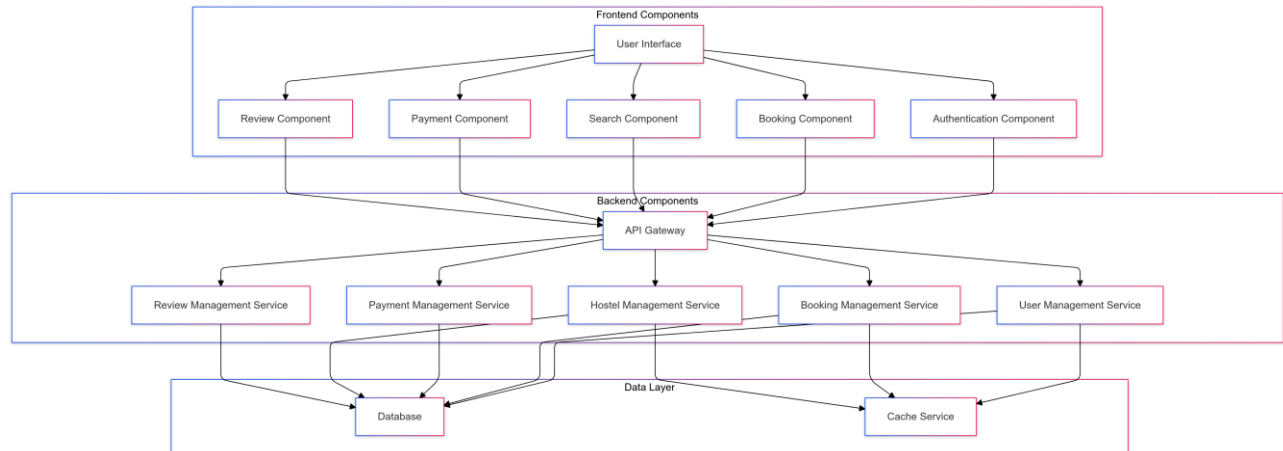 Frontend Components
User Interface
Review Component
Payment Component
Search Component
Booking Component
Authentication Component
Backend Components
API Gateway
Review Management Service
Payment Management Service
Hostel Management Service
Booking Management Service
User Management Service
Data Layer
Database
Cache Service